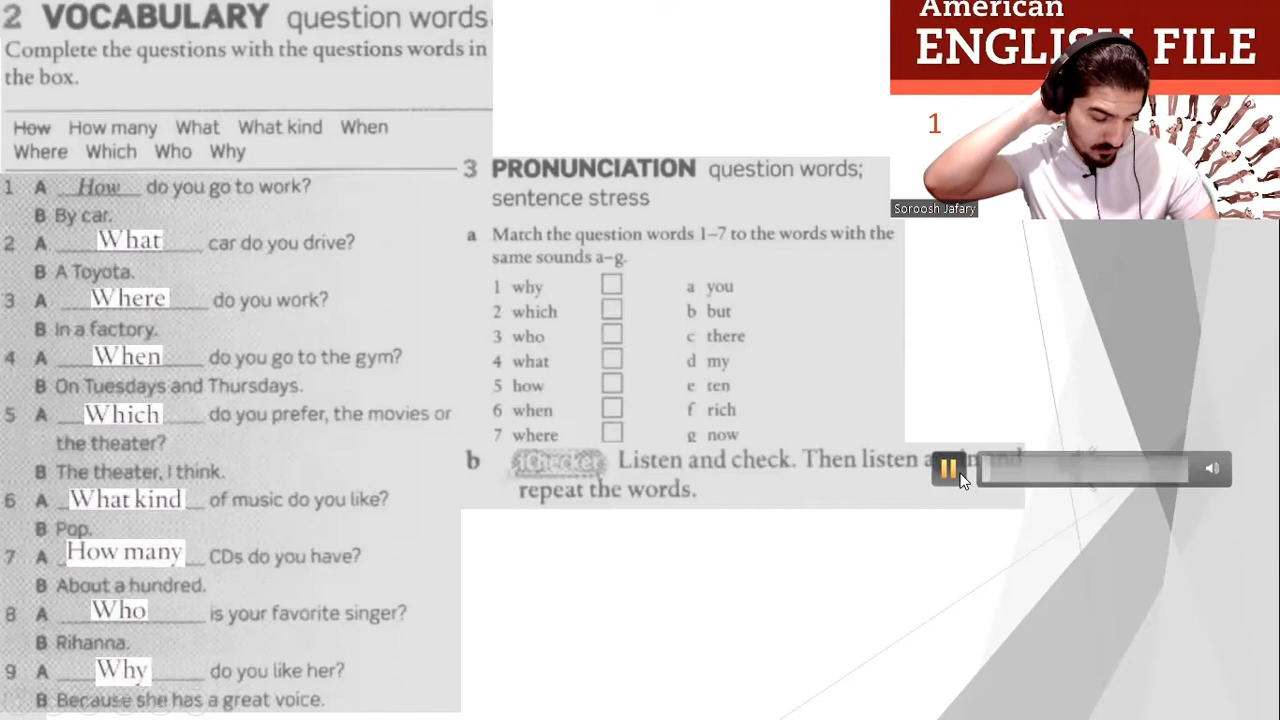 2 VOCABULARY question words
Complete the questions with the questions words in
the box.
How How many What What kind When
Where Which Who Why
1 A How do you go to work?
B By car.
2 A What car do you drive?
B A Toyota.
3 A Where do you work?
B In a factory.
4 A When do you go to the gym?
B On Tuesdays and Thursdays.
5 A Which do you prefer, the movies or
the theater?
B The theater, I think.
6 A What kind of music do you like?
B Pop.
7 A How many CDs do you have?
B About a hundred.
8 A Who is your favorite singer?
B Rihanna.
9 A Why do you like her?
B Because she has a great voice.
3 PRONUNCIATION question words;
sentence stress
a Match the question words 1–7 to the words with the
same sounds a–g.
1 why a you
2 which b but
3 who c there
4 what d my
5 how e ten
6 when f rich
7 where g now
b iChecker Listen and check. Then listen and
repeat the words.
American
ENGLISH FILE
1
Soroosh Jafary